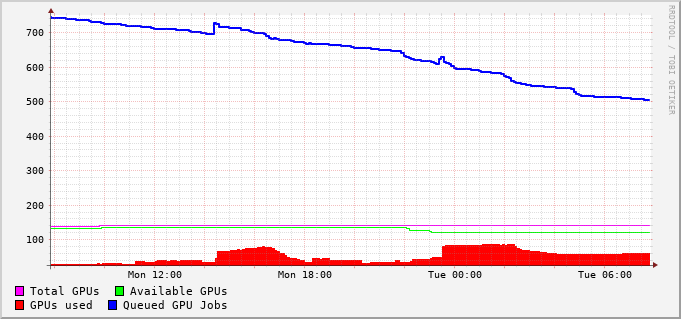 700
600
500
400
300
200
100
Mon 12:00 Mon 18:00 Tue 00:00 Tue 06:00
Total GPUs Available GPUs
GPUs used Queued GPU Jobs
RRDTOOL / TOBI OETIKER